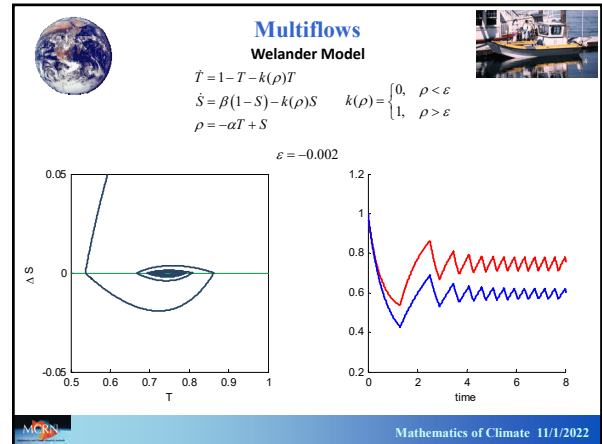 Multiflows
Welander Model
Ṫ = 1 − T − k(ρ)T
Ṡ = β(1 − S) − k(ρ)S
k(ρ) = {0, ρ < ε
1, ρ > ε
ρ = −αT + S
ε = −0.002
0.05
0
-0.05
Δ S
0.5 0.6 0.7 0.8 0.9 1
T
1.2
1
0.8
0.6
0.4
0.2
0 2 4 6 8
time
MCRN
Mathematics of Climate 11/1/2022